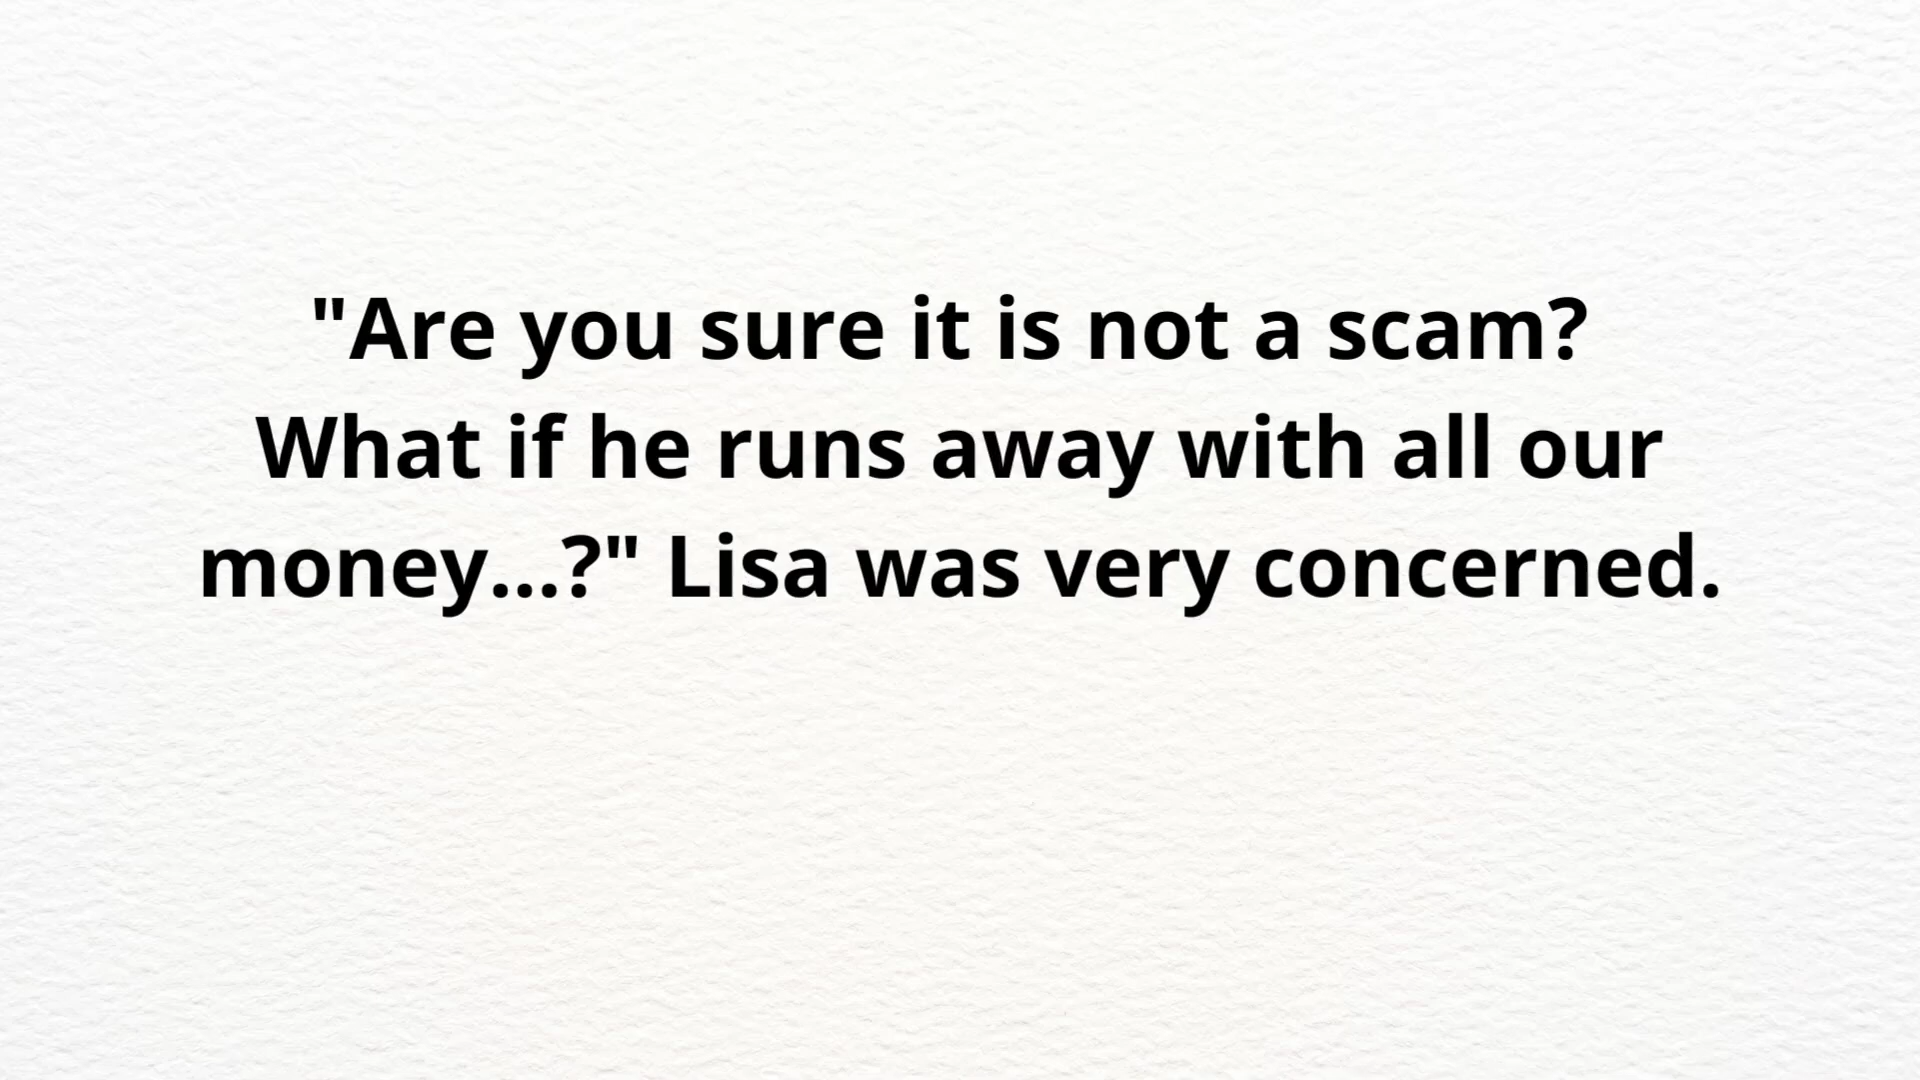 "Are you sure it is not a scam?
What if he runs away with all our
money...?" Lisa was very concerned.